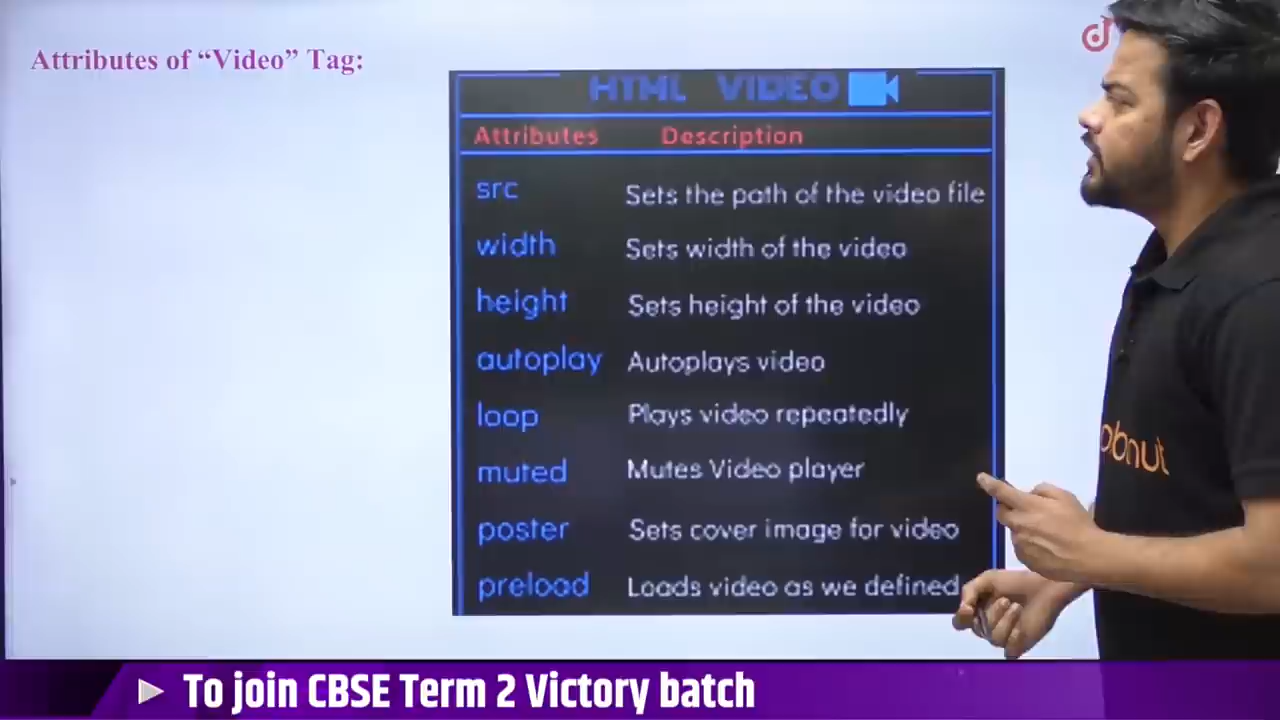 Attributes of “Video” Tag:
HTML VIDEO
Attributes Description
src Sets the path of the video file
width Sets width of the video
height Sets height of the video
autoplay Autoplays video
loop Plays video repeatedly
muted Mutes Video player
poster Sets cover image for video
preload Loads video as we defined
To join CBSE Term 2 Victory batch